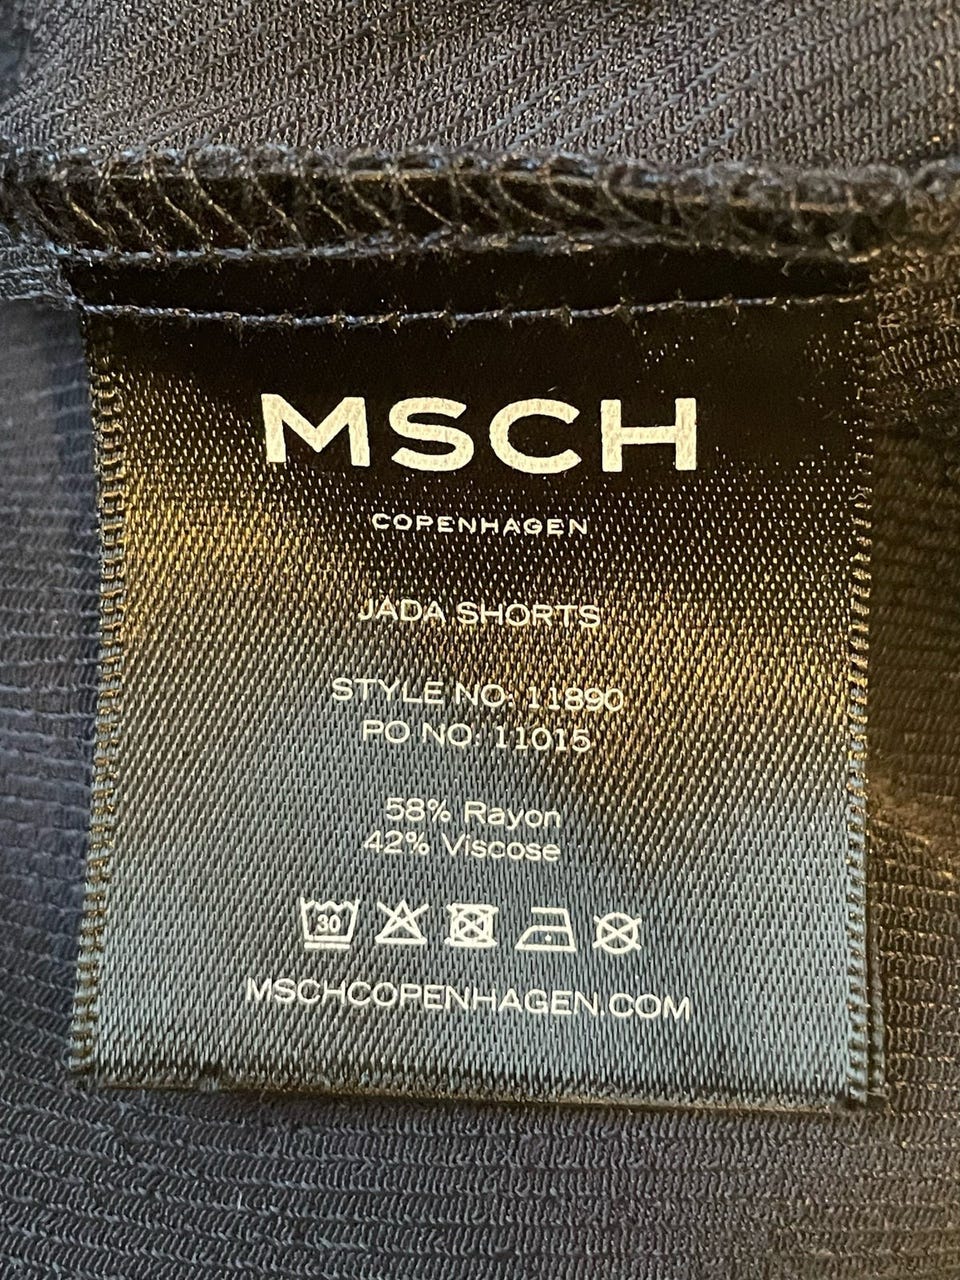 MSCH
COPENHAGEN
JADA SHORTS
STYLE NO: 11890
PO NO: 11015
58% Rayon
42% Viscose
30
MSCHCOPENHAGEN.COM